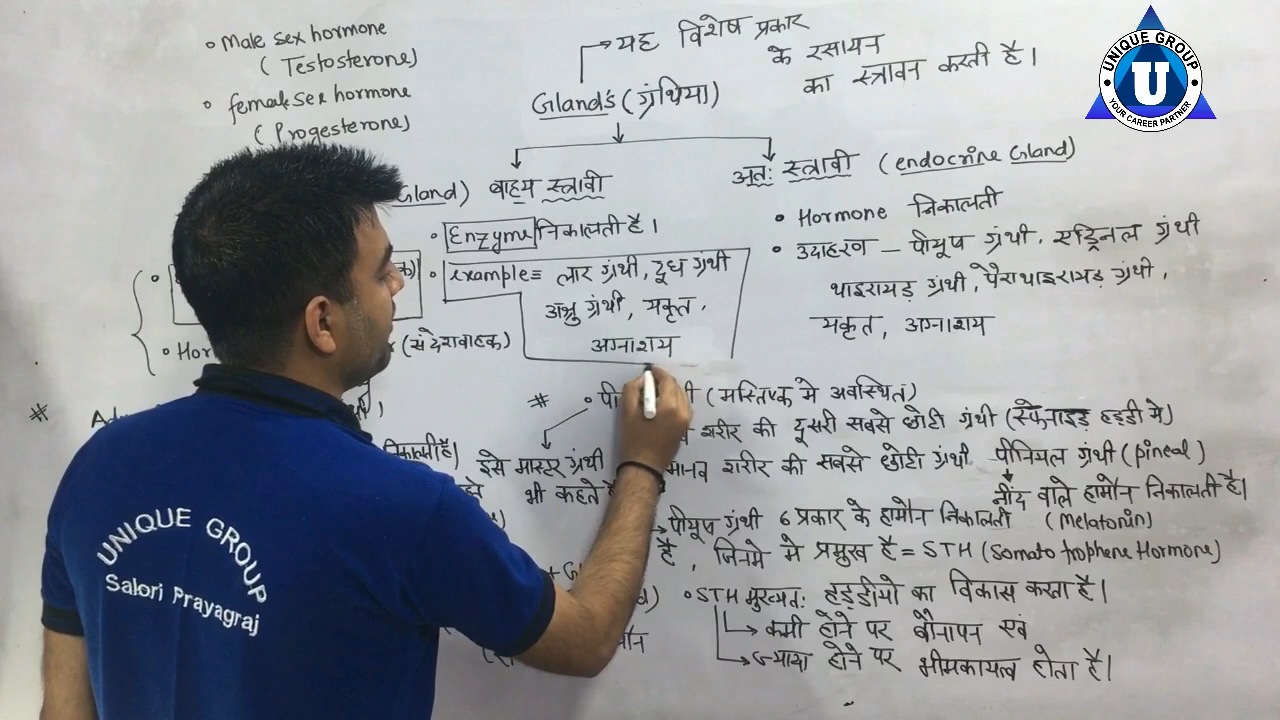 • Male sex hormone
(Testosterone)
• female sex hormone
(Progesterone)
→ यह विशेष प्रकार
के रसायन
का स्त्रावन करती है।
Gland's (ग्रंथिया)
Gland) बाह्य स्त्रावी
• Enzyme निकालती है।
• example = लार ग्रंथी, दूध ग्रंथी
अश्रु ग्रंथी, यकृत,
अग्नाशय
अंत: स्त्रावी (endocrine Gland)
• Hormone निकालती
• उदाहरण – पीयूष ग्रंथी, एड्रिनल ग्रंथी
थाइरायड ग्रंथी, पैराथाइरायड ग्रंथी,
यकृत, अग्नाशय
• Hor
(संदेशवाहक)
#
# •
(मस्तिष्क मे अवस्थित)
शरीर की दूसरी सबसे छोटी ग्रंथी (स्फेनाइड हड्डी मे)
इसे मास्टर ग्रंथी
भी कहते
मानव शरीर की सबसे छोटी ग्रंथी पीनियल ग्रंथी (pineal)
नींद वाले हार्मोन निकालती है।
(Melatonin)
→ पीयूष ग्रंथी 6 प्रकार के हार्मोन निकालती
है, जिनमे मे प्रमुख है = STH (Somato trophene Hormone)
• STH मुख्यत: हड्डीयो का विकास करता है।
→ कमी होने पर बौनापन एवं
→ ज्यादा होने पर भीमकायत्व होता है।
UNIQUE GROUP
Salori Prayagraj
UNIQUE GROUP
U
YOUR CAREER PARTNER